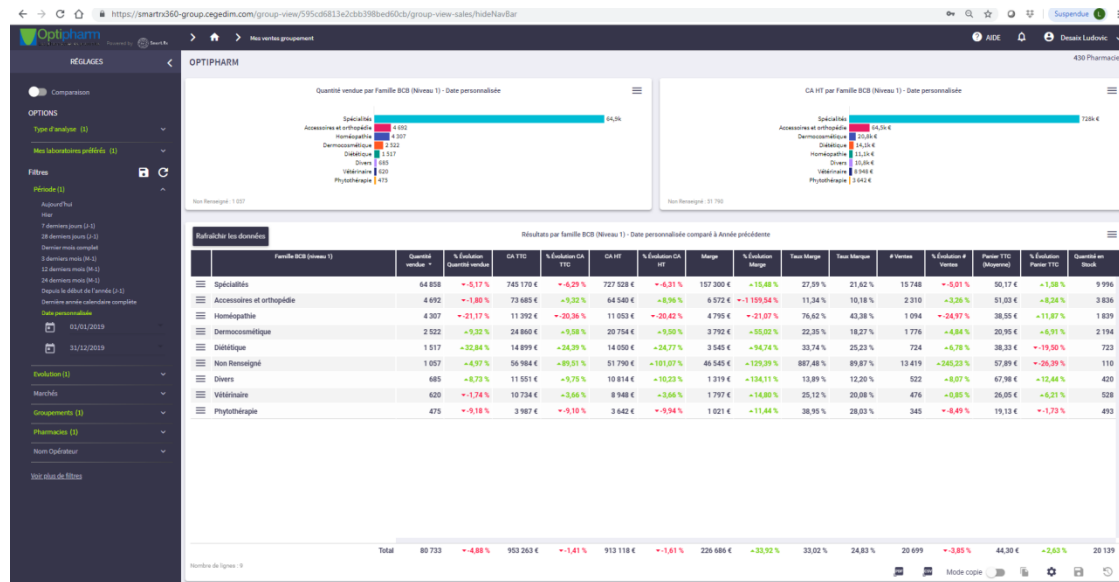 https://smartrx360-group.cegedim.com/group-view/595cd6813e2cbb398bed60cb/group-view-sales/hideNavBar
Suspendue
L
Optipharm
Powered by SmartRx
Mes ventes groupement
AIDE
Desaix Ludovic
RÉGLAGES
OPTIPHARM
430 Pharmacie
Comparaison
OPTIONS
Type d'analyse (1)
Mes laboratoires préférés (1)
Filtres
Période (1)
Aujourd'hui
Hier
7 derniers jours (J-1)
28 derniers jours (J-1)
Dernier mois complet
3 derniers mois (M-1)
12 derniers mois (M-1)
24 derniers mois (M-1)
Depuis le début de l'année (J-1)
Dernière année calendaire complète
Date personnalisée
01/01/2019
31/12/2019
Evolution (1)
Marchés
Groupements (1)
Pharmacies (1)
Nom Opérateur
Voir plus de filtres
Quantité vendue par Famille BCB (Niveau 1) - Date personnalisée
Spécialités 64,9k
Accessoires et orthopédie 4 692
Homéopathie 4 307
Dermocosmétique 2 522
Diététique 1 517
Divers 685
Vétérinaire 620
Phytothérapie 475
Non Renseigné : 1 057
CA HT par Famille BCB (Niveau 1) - Date personnalisée
Spécialités 728k €
Accessoires et orthopédie 64,5k €
Dermocosmétique 20,8k €
Diététique 14,1k €
Homéopathie 11,1k €
Divers 10,8k €
Vétérinaire 8 948 €
Phytothérapie 3 642 €
Non Renseigné : 51 790
Rafraîchir les données
Résultats par famille BCB (Niveau 1) - Date personnalisée comparé à Année précédente
Famille BCB (niveau 1) Quantité vendue % Évolution Quantité vendue CA TTC % Évolution CA TTC CA HT % Évolution CA HT Marge % Évolution Marge Taux Marge Taux Marque # Ventes % Évolution # Ventes Panier TTC (Moyenne) % Évolution Panier TTC Quantité en Stock
Spécialités 64 858 -5,17 % 745 170 € -6,29 % 727 528 € -6,31 % 157 300 € +15,48 % 27,59 % 21,62 % 15 748 -5,01 % 50,17 € +1,58 % 9 996
Accessoires et orthopédie 4 692 -1,80 % 73 685 € +9,32 % 64 540 € +8,96 % 6 572 € -1 159,54 % 11,34 % 10,18 % 2 310 +3,26 % 51,03 € +8,24 % 3 836
Homéopathie 4 307 -21,17 % 11 392 € -20,36 % 11 053 € -20,42 % 4 795 € -21,07 % 76,62 % 43,38 % 1 094 -24,97 % 38,55 € +11,87 % 1 839
Dermocosmétique 2 522 +9,32 % 24 860 € +9,58 % 20 754 € +9,50 % 3 792 € +55,02 % 22,35 % 18,27 % 1 776 +4,84 % 20,95 € +6,91 % 2 194
Diététique 1 517 +32,84 % 14 899 € +24,39 % 14 050 € +24,77 % 3 545 € +94,74 % 33,74 % 25,23 % 724 +6,78 % 38,33 € -19,50 % 723
Non Renseigné 1 057 +4,97 % 56 984 € +89,51 % 51 790 € +101,07 % 46 545 € +129,39 % 887,48 % 89,87 % 13 419 +245,23 % 57,89 € -26,39 % 110
Divers 685 +8,73 % 11 551 € +9,75 % 10 814 € +10,23 % 1 319 € +134,11 % 13,89 % 12,20 % 522 +8,07 % 67,98 € +12,44 % 420
Vétérinaire 620 -1,74 % 10 734 € +3,66 % 8 948 € +3,66 % 1 797 € +14,80 % 25,12 % 20,08 % 476 +0,85 % 26,05 € +6,21 % 528
Phytothérapie 475 -9,18 % 3 987 € -9,10 % 3 642 € -9,94 % 1 021 € +11,44 % 38,95 % 28,03 % 345 -8,49 % 19,13 € -1,73 % 493
Total 80 733 -4,88 % 953 263 € -1,41 % 913 118 € -1,61 % 226 686 € +33,92 % 33,02 % 24,83 % 20 699 -3,85 % 44,30 € +2,63 % 20 139
Nombre de lignes : 9
Mode copie